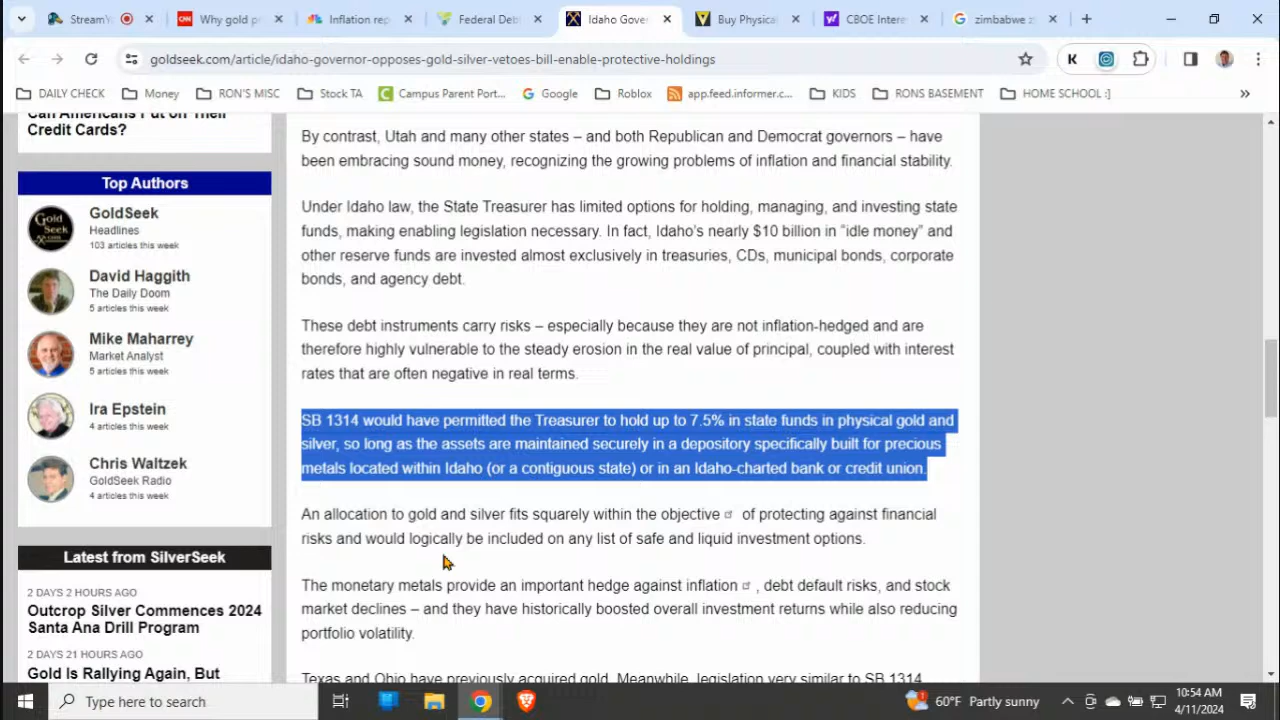 StreamY
Why gold p
Inflation rep
Federal Deb
Idaho Gove
Buy Physica
CBOE Intere
zimbabwe z
goldseek.com/article/idaho-governor-opposes-gold-silver-vetoes-bill-enable-protective-holdings
DAILY CHECK
Money
RON'S MISC
Stock TA
Campus Parent Port...
Google
Roblox
app.feed.informer.c...
KIDS
RONS BASEMENT
HOME SCHOOL :]
Can Americans Put on Their
Credit Cards?
Top Authors
GoldSeek
Headlines
103 articles this week
David Haggith
The Daily Doom
5 articles this week
Mike Maharrey
Market Analyst
5 articles this week
Ira Epstein
4 articles this week
Chris Waltzek
GoldSeek Radio
4 articles this week
Latest from SilverSeek
2 DAYS 2 HOURS AGO
Outcrop Silver Commences 2024
Santa Ana Drill Program
2 DAYS 21 HOURS AGO
Gold Is Rallying Again, But
By contrast, Utah and many other states – and both Republican and Democrat governors – have
been embracing sound money, recognizing the growing problems of inflation and financial stability.
Under Idaho law, the State Treasurer has limited options for holding, managing, and investing state
funds, making enabling legislation necessary. In fact, Idaho's nearly $10 billion in “idle money” and
other reserve funds are invested almost exclusively in treasuries, CDs, municipal bonds, corporate
bonds, and agency debt.
These debt instruments carry risks – especially because they are not inflation-hedged and are
therefore highly vulnerable to the steady erosion in the real value of principal, coupled with interest
rates that are often negative in real terms.
SB 1314 would have permitted the Treasurer to hold up to 7.5% in state funds in physical gold and
silver, so long as the assets are maintained securely in a depository specifically built for precious
metals located within Idaho (or a contiguous state) or in an Idaho-charted bank or credit union.
An allocation to gold and silver fits squarely within the objective of protecting against financial
risks and would logically be included on any list of safe and liquid investment options.
The monetary metals provide an important hedge against inflation , debt default risks, and stock
market declines – and they have historically boosted overall investment returns while also reducing
portfolio volatility.
Texas and Ohio have previously acquired gold. Meanwhile, legislation very similar to SB 1314
Type here to search
60°F Partly sunny
10:54 AM
4/11/2024